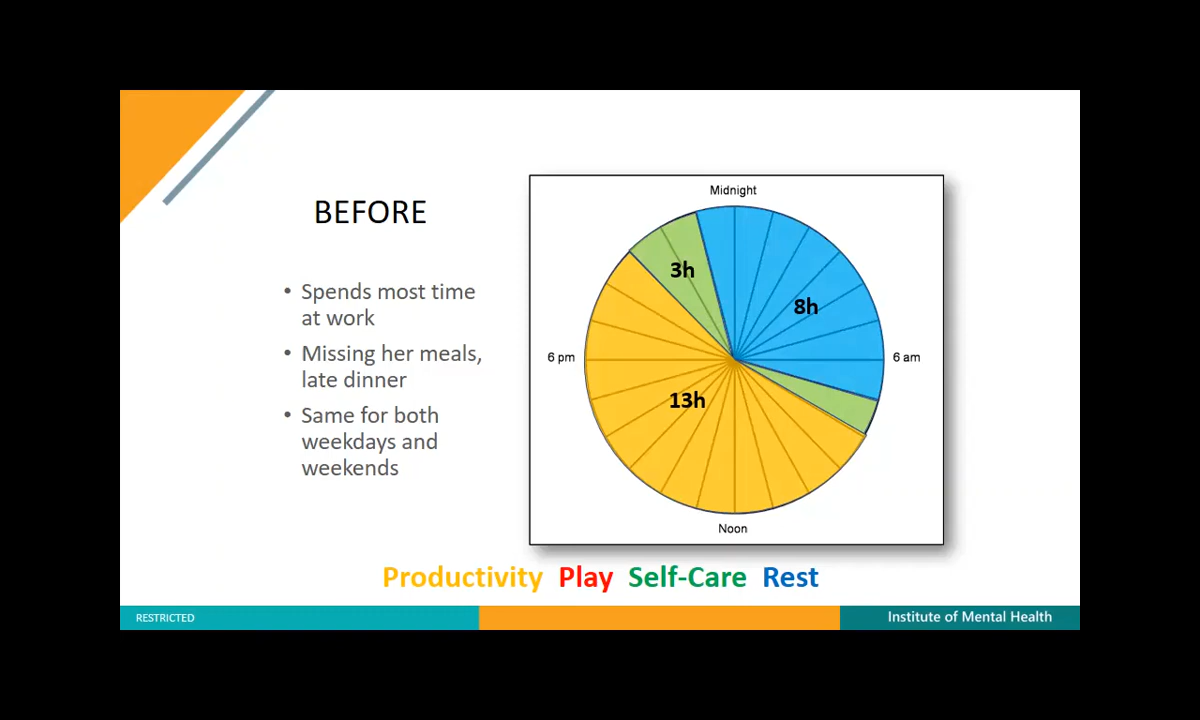 BEFORE
• Spends most time
at work
• Missing her meals,
late dinner
• Same for both
weekdays and
weekends
Midnight
3h
8h
6 pm
6 am
13h
Noon
Productivity Play Self-Care Rest
RESTRICTED
Institute of Mental Health